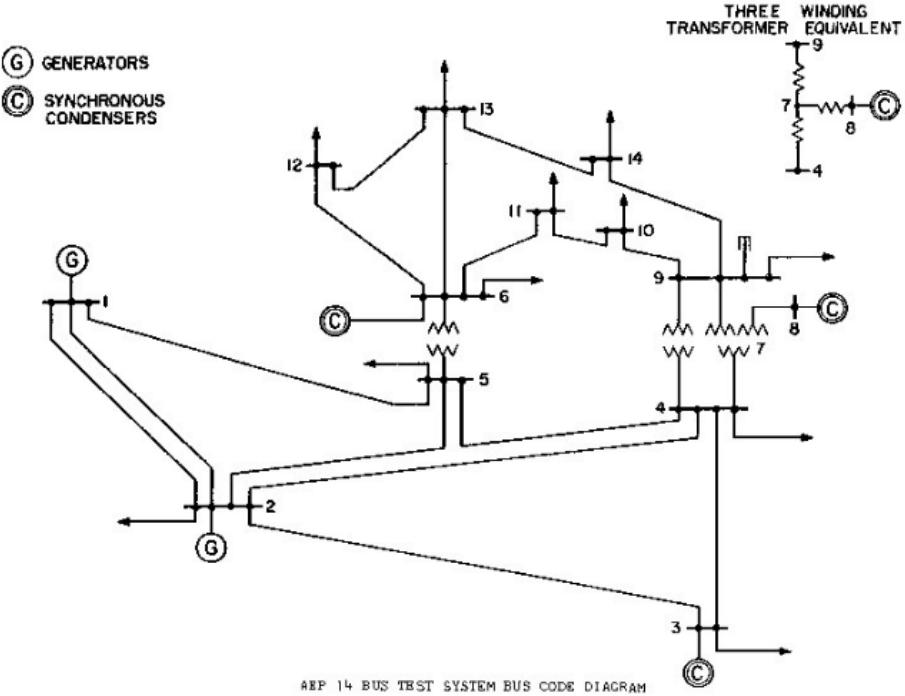 THREE WINDING
TRANSFORMER EQUIVALENT
9
G GENERATORS
C SYNCHRONOUS
CONDENSERS
7
C
8
4
13
12
14
11
10
G
1
9
6
C
8
C
7
5
4
2
G
3
C
AEP 14 BUS TEST SYSTEM BUS CODE DIAGRAM